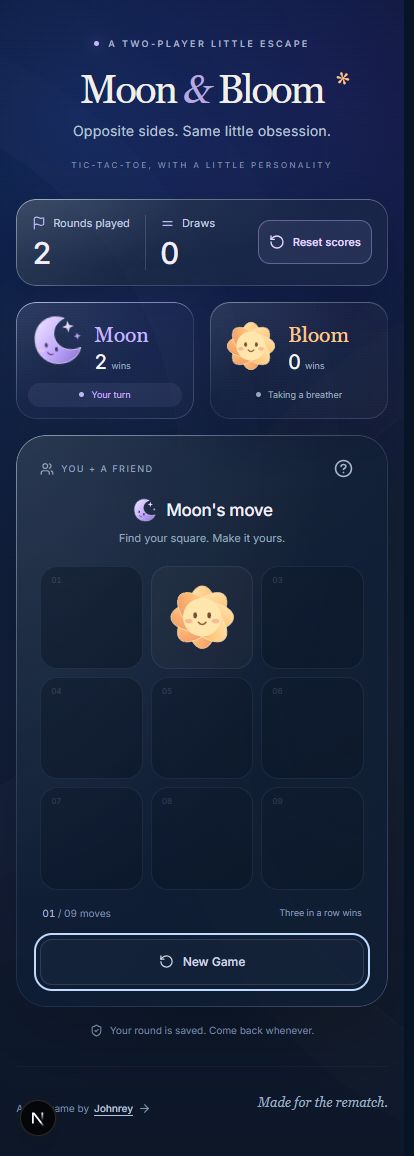 A TWO-PLAYER LITTLE ESCAPE
Moon & Bloom *
Opposite sides. Same little obsession.
TIC-TAC-TOE, WITH A LITTLE PERSONALITY
Rounds played
2
Draws
0
Reset scores
Moon
2 wins
Your turn
Bloom
0 wins
Taking a breather
YOU + A FRIEND
?
Moon's move
Find your square. Make it yours.
01
03
04
05
06
07
08
09
01 / 09 moves
Three in a row wins
New Game
Your round is saved. Come back whenever.
N
ame by Johnrey →
Made for the rematch.